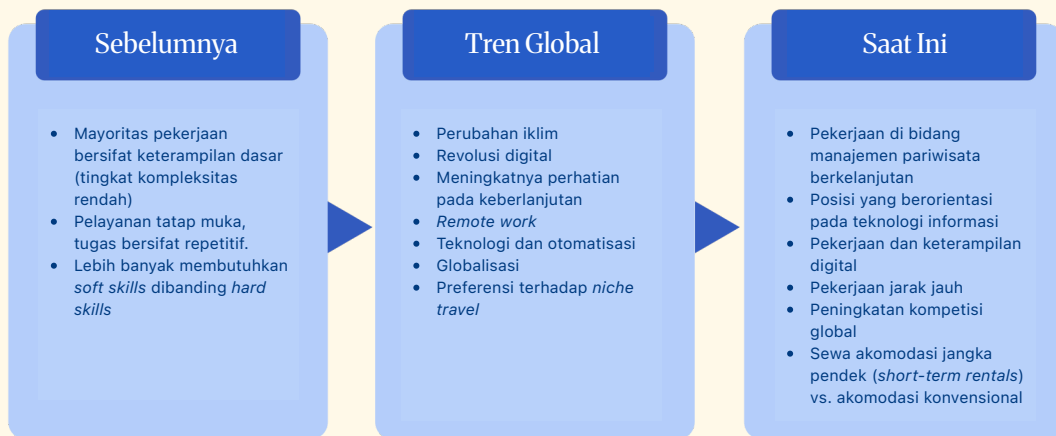 Sebelumnya
• Mayoritas pekerjaan
bersifat keterampilan dasar
(tingkat kompleksitas
rendah)
• Pelayanan tatap muka,
tugas bersifat repetitif.
• Lebih banyak membutuhkan
soft skills dibanding hard
skills
Tren Global
• Perubahan iklim
• Revolusi digital
• Meningkatnya perhatian
pada keberlanjutan
• Remote work
• Teknologi dan otomatisasi
• Globalisasi
• Preferensi terhadap niche
travel
Saat Ini
• Pekerjaan di bidang
manajemen pariwisata
berkelanjutan
• Posisi yang berorientasi
pada teknologi informasi
• Pekerjaan dan keterampilan
digital
• Pekerjaan jarak jauh
• Peningkatan kompetisi
global
• Sewa akomodasi jangka
pendek (short-term rentals)
vs. akomodasi konvensional